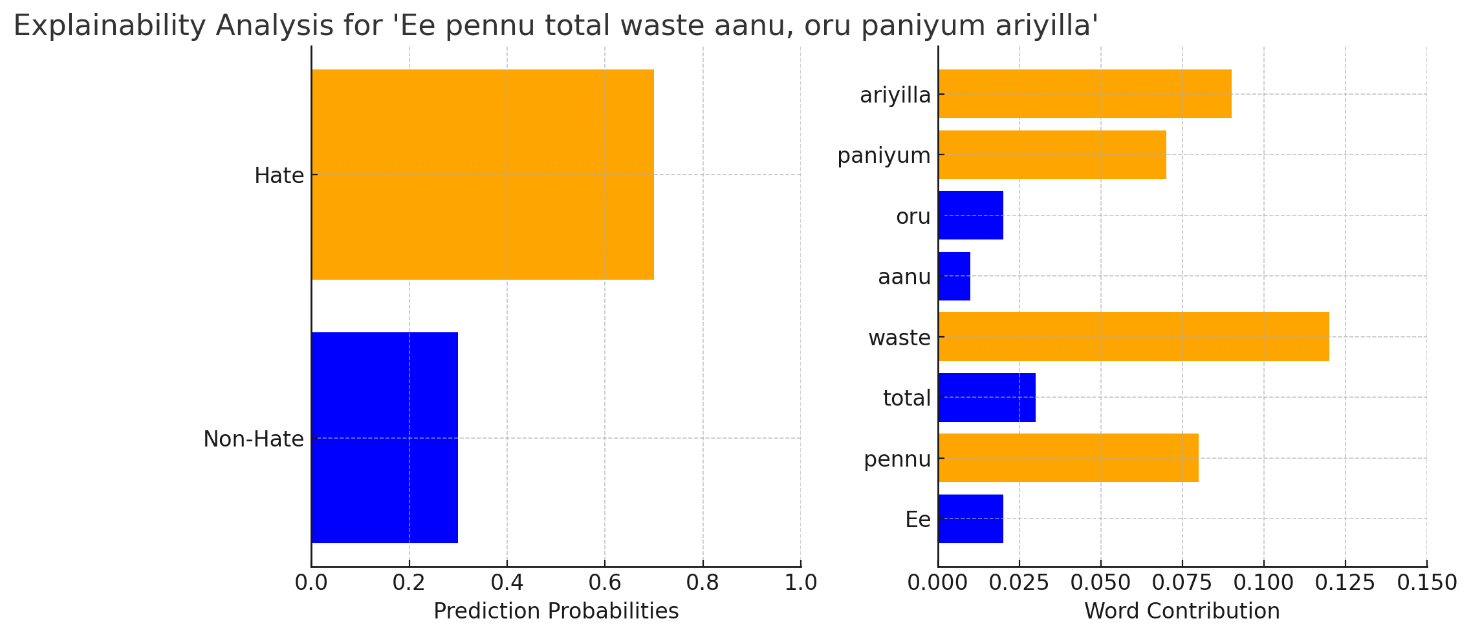 Explainability Analysis for 'Ee pennu total waste aanu, oru paniyum ariyilla'
Hate
Non-Hate
0.0 0.2 0.4 0.6 0.8 1.0
Prediction Probabilities
ariyilla
paniyum
oru
aanu
waste
total
pennu
Ee
0.000 0.025 0.050 0.075 0.100 0.125 0.150
Word Contribution